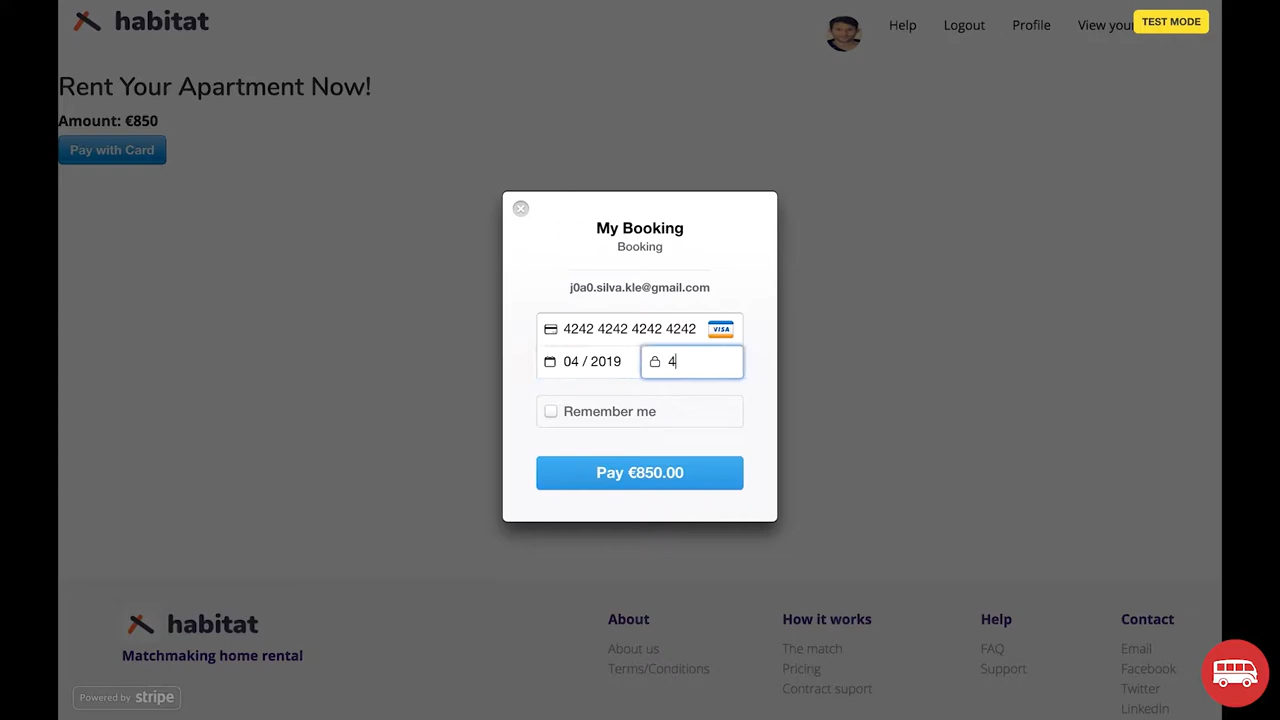 habitat
Help
Logout
Profile
View your
TEST MODE
Rent Your Apartment Now!
Amount: €850
Pay with Card
My Booking
Booking
j0a0.silva.kle@gmail.com
4242 4242 4242 4242
VISA
04 / 2019
4
Remember me
Pay €850.00
habitat
Matchmaking home rental
Powered by stripe
About
About us
Terms/Conditions
How it works
The match
Pricing
Contract suport
Help
FAQ
Support
Contact
Email
Facebook
Twitter
LinkedIn